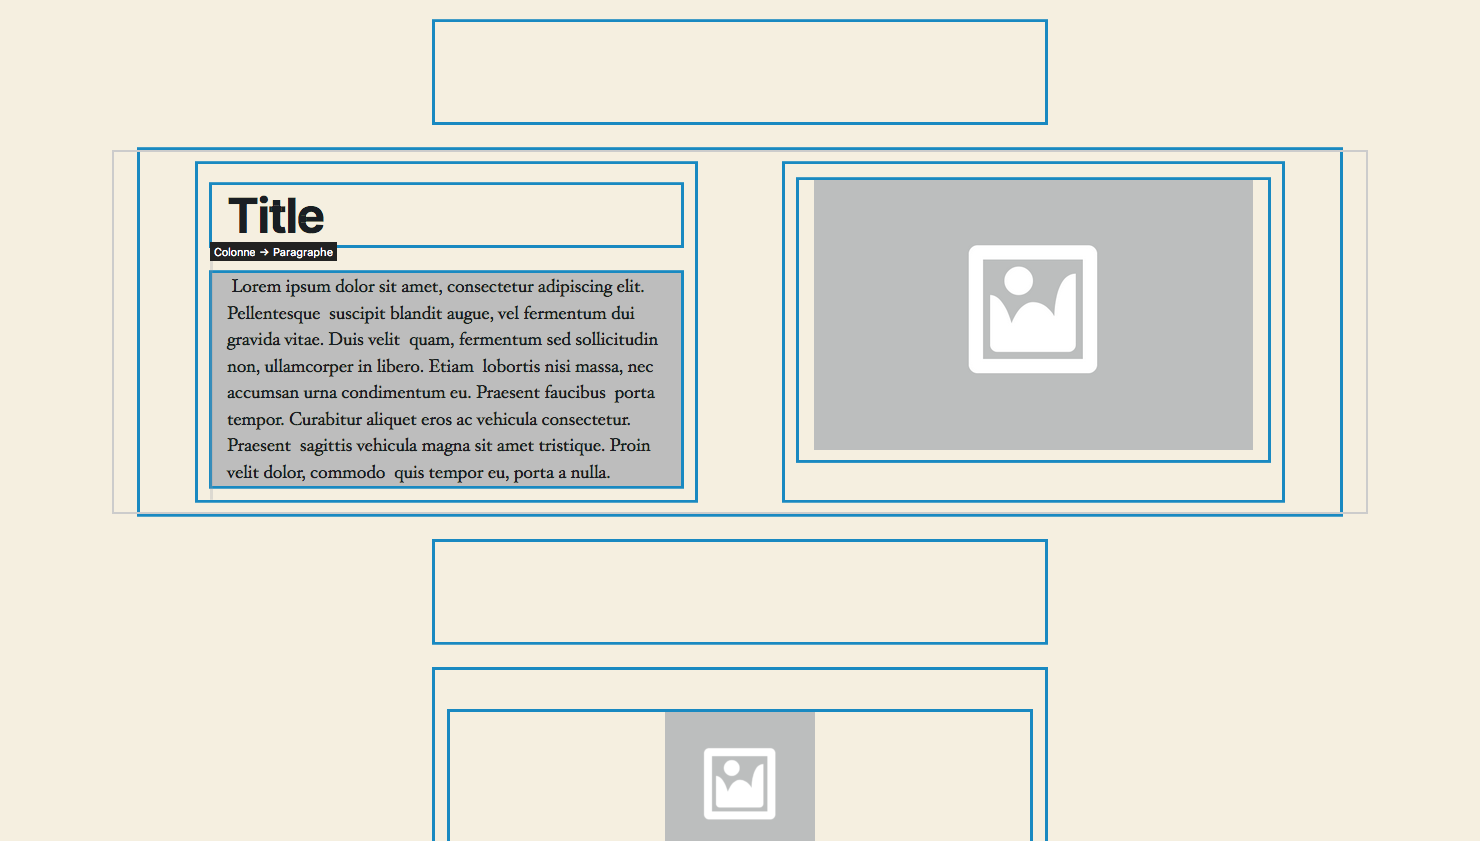 Title
Colonne → Paragraphe
Lorem ipsum dolor sit amet, consectetur adipiscing elit.
Pellentesque  suscipit blandit augue, vel fermentum dui
gravida vitae. Duis velit  quam, fermentum sed sollicitudin
non, ullamcorper in libero. Etiam  lobortis nisi massa, nec
accumsan urna condimentum eu. Praesent faucibus  porta
tempor. Curabitur aliquet eros ac vehicula consectetur.
Praesent  sagittis vehicula magna sit amet tristique. Proin
velit dolor, commodo  quis tempor eu, porta a nulla.